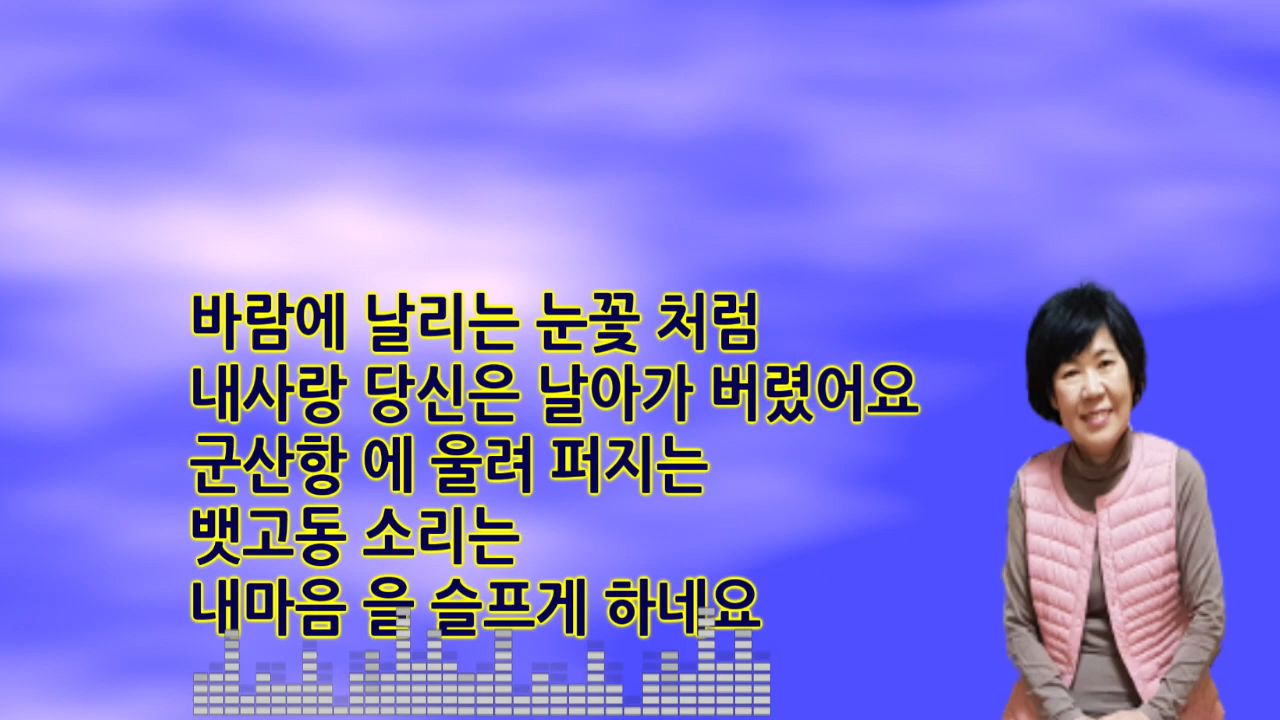 바람에 날리는 눈꽃 처럼
내사랑 당신은 날아가 버렸어요
군산항 에 울려 퍼지는
뱃고동 소리는
내마음 을 슬프게 하네요